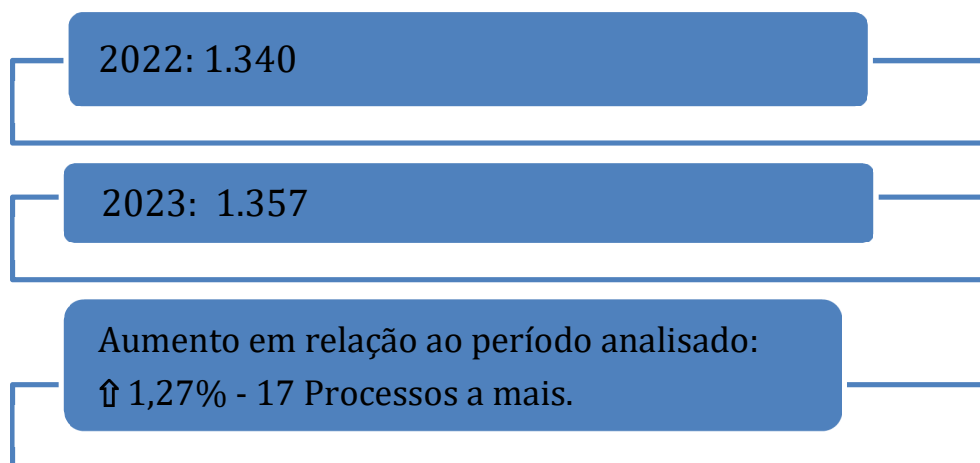 2022: 1.340
2023: 1.357
Aumento em relação ao período analisado:
⇧ 1,27% - 17 Processos a mais.